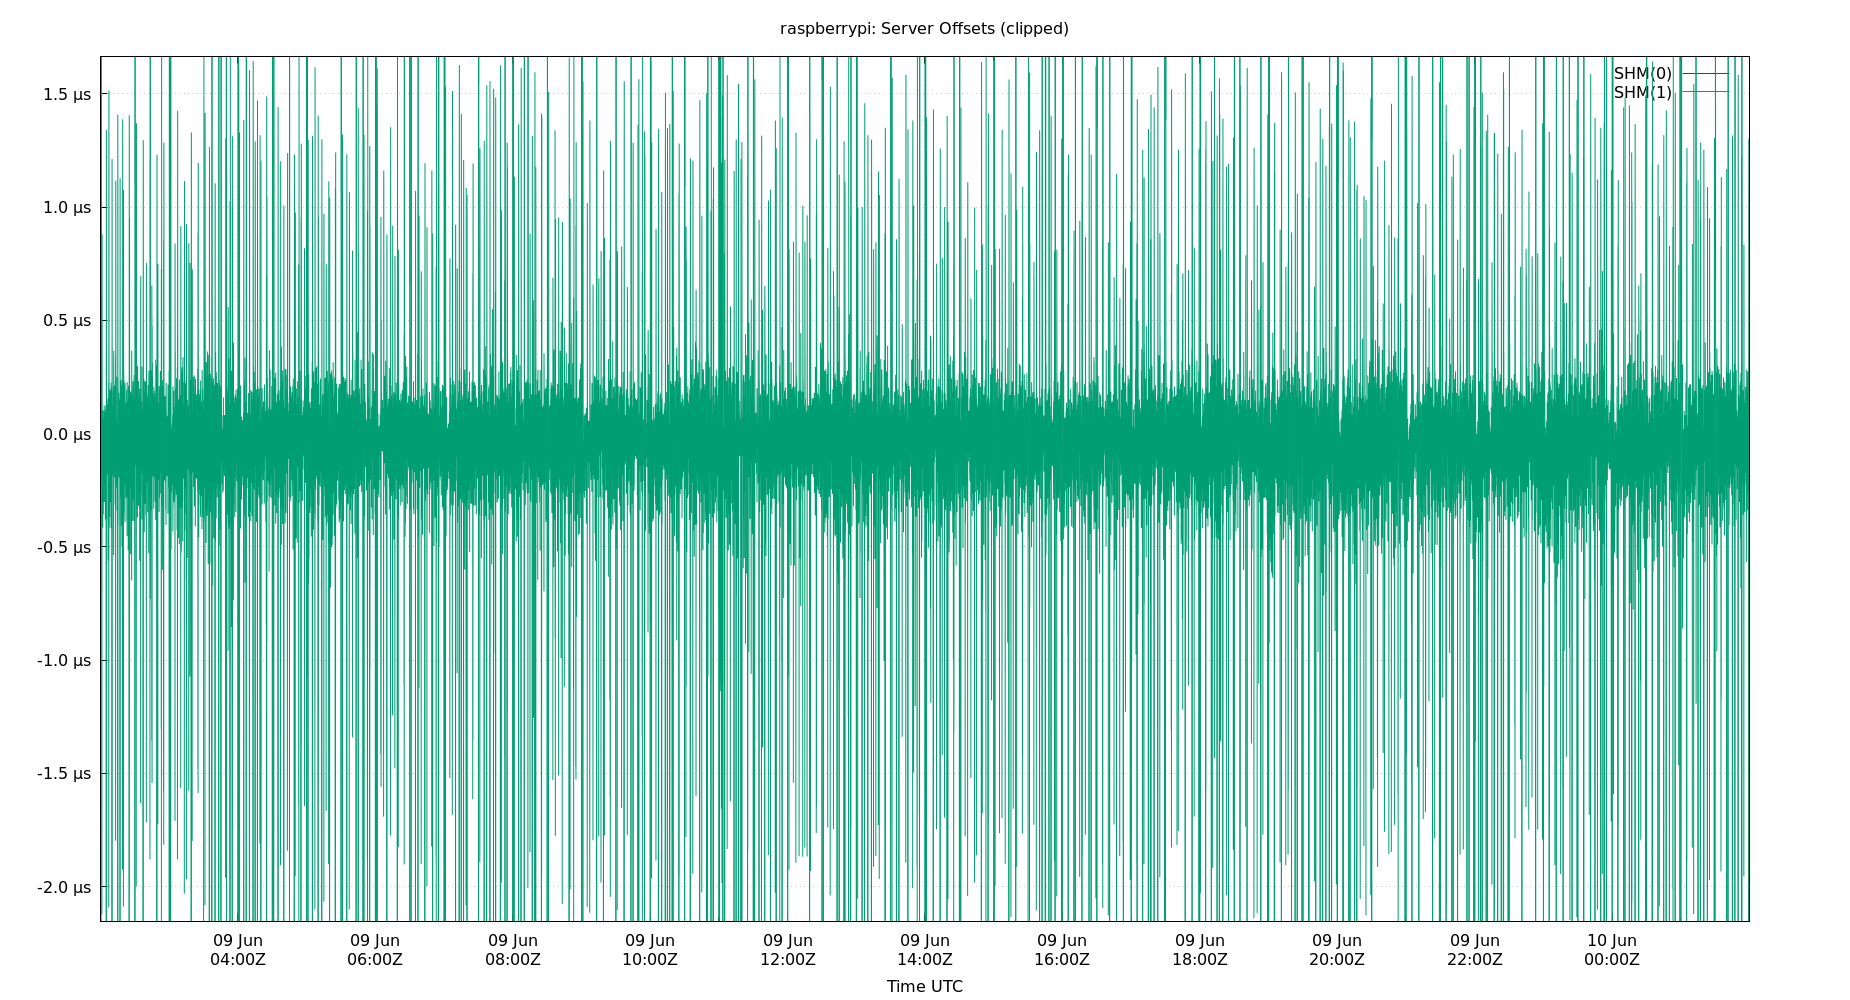 raspberrypi: Server Offsets (clipped)
SHM(0)
SHM(1)
1.5 µs
1.0 µs
0.5 µs
0.0 µs
-0.5 µs
-1.0 µs
-1.5 µs
-2.0 µs
09 Jun 09 Jun 09 Jun 09 Jun 09 Jun 09 Jun 09 Jun 09 Jun 09 Jun 09 Jun 10 Jun
04:00Z 06:00Z 08:00Z 10:00Z 12:00Z 14:00Z 16:00Z 18:00Z 20:00Z 22:00Z 00:00Z
Time UTC